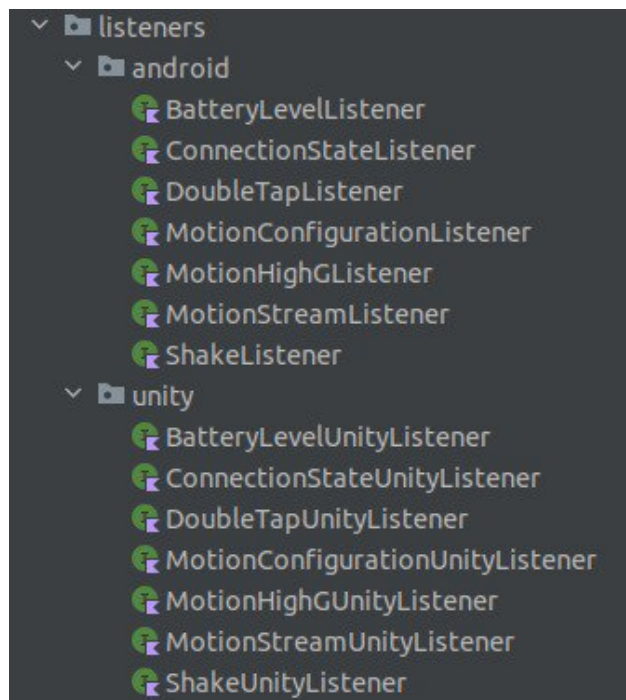 listeners
android
BatteryLevelListener
ConnectionStateListener
DoubleTapListener
MotionConfigurationListener
MotionHighGListener
MotionStreamListener
ShakeListener
unity
BatteryLevelUnityListener
ConnectionStateUnityListener
DoubleTapUnityListener
MotionConfigurationUnityListener
MotionHighGUnityListener
MotionStreamUnityListener
ShakeUnityListener